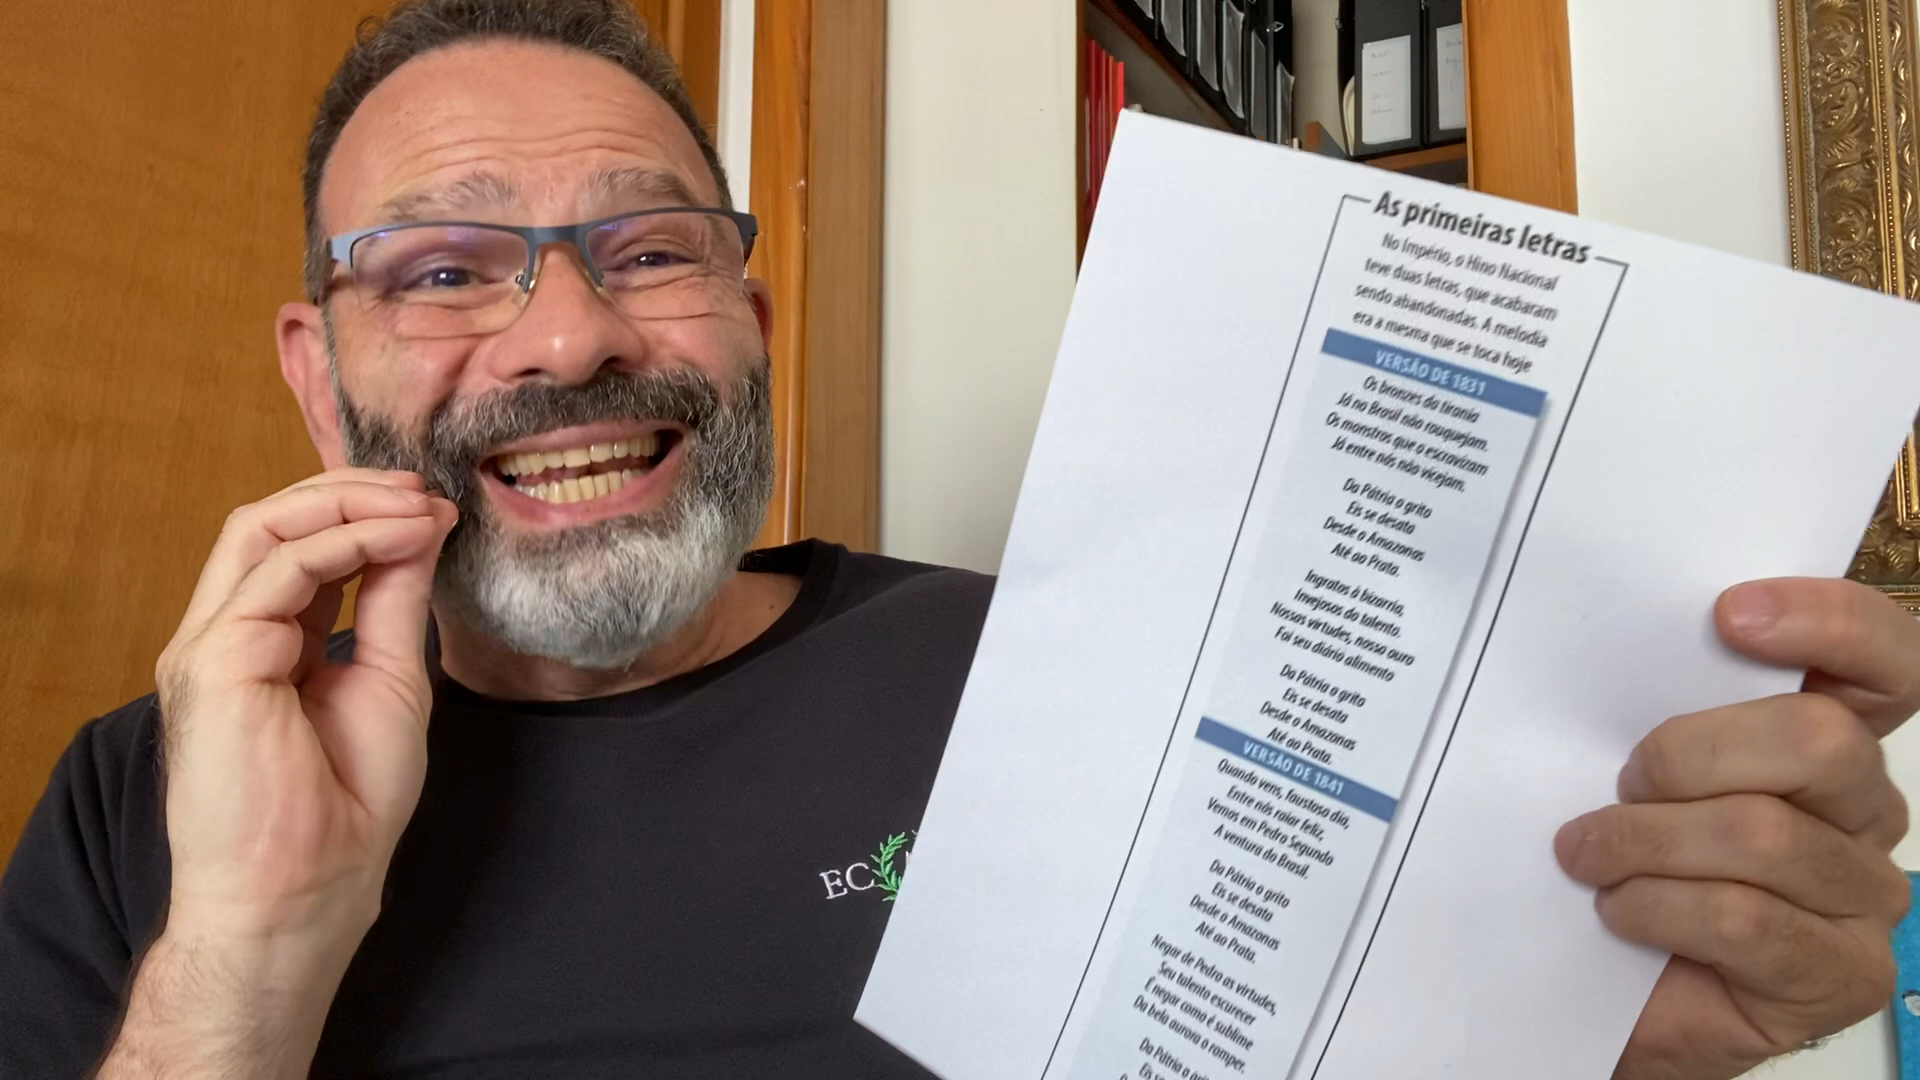 As primeiras letras
No Império, o Hino Nacional
teve duas letras, que acabaram
sendo abandonadas. A melodia
era a mesma que se toca hoje
VERSÃO DE 1831
Os bronzes da tirania
Já no Brasil não rouquejam.
Os monstros que o escravizam
Já entre nós não vicejam.
Da Pátria o grito
Eis se desata
Desde o Amazonas
Até ao Prata.
Ingratos à bizarria,
Invejosos do talento.
Nossas virtudes, nosso ouro
Foi seu diário alimento
Da Pátria o grito
Eis se desata
Desde o Amazonas
Até ao Prata.
VERSÃO DE 1841
Quando vens, faustoso dia,
Entre nós raiar feliz,
Vemos em Pedro Segundo
A ventura do Brasil.
Da Pátria o grito
Eis se desata
Desde o Amazonas
Até ao Prata.
Negar de Pedro as virtudes,
Seu talento escurecer
É negar como é sublime
Da bela aurora o romper.
Da Pátria o
Eis
EC